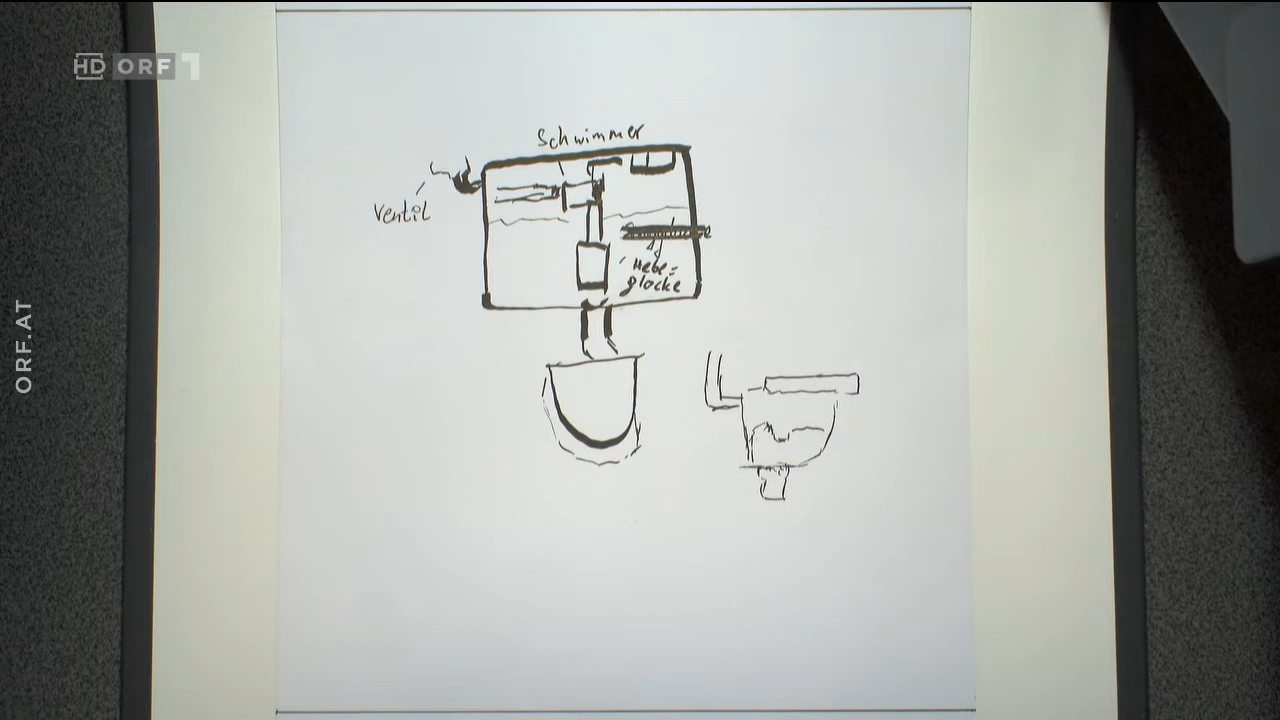 HD ORF 1
Schwimmer
Ventil
Hebe=
glocke
ORF.AT